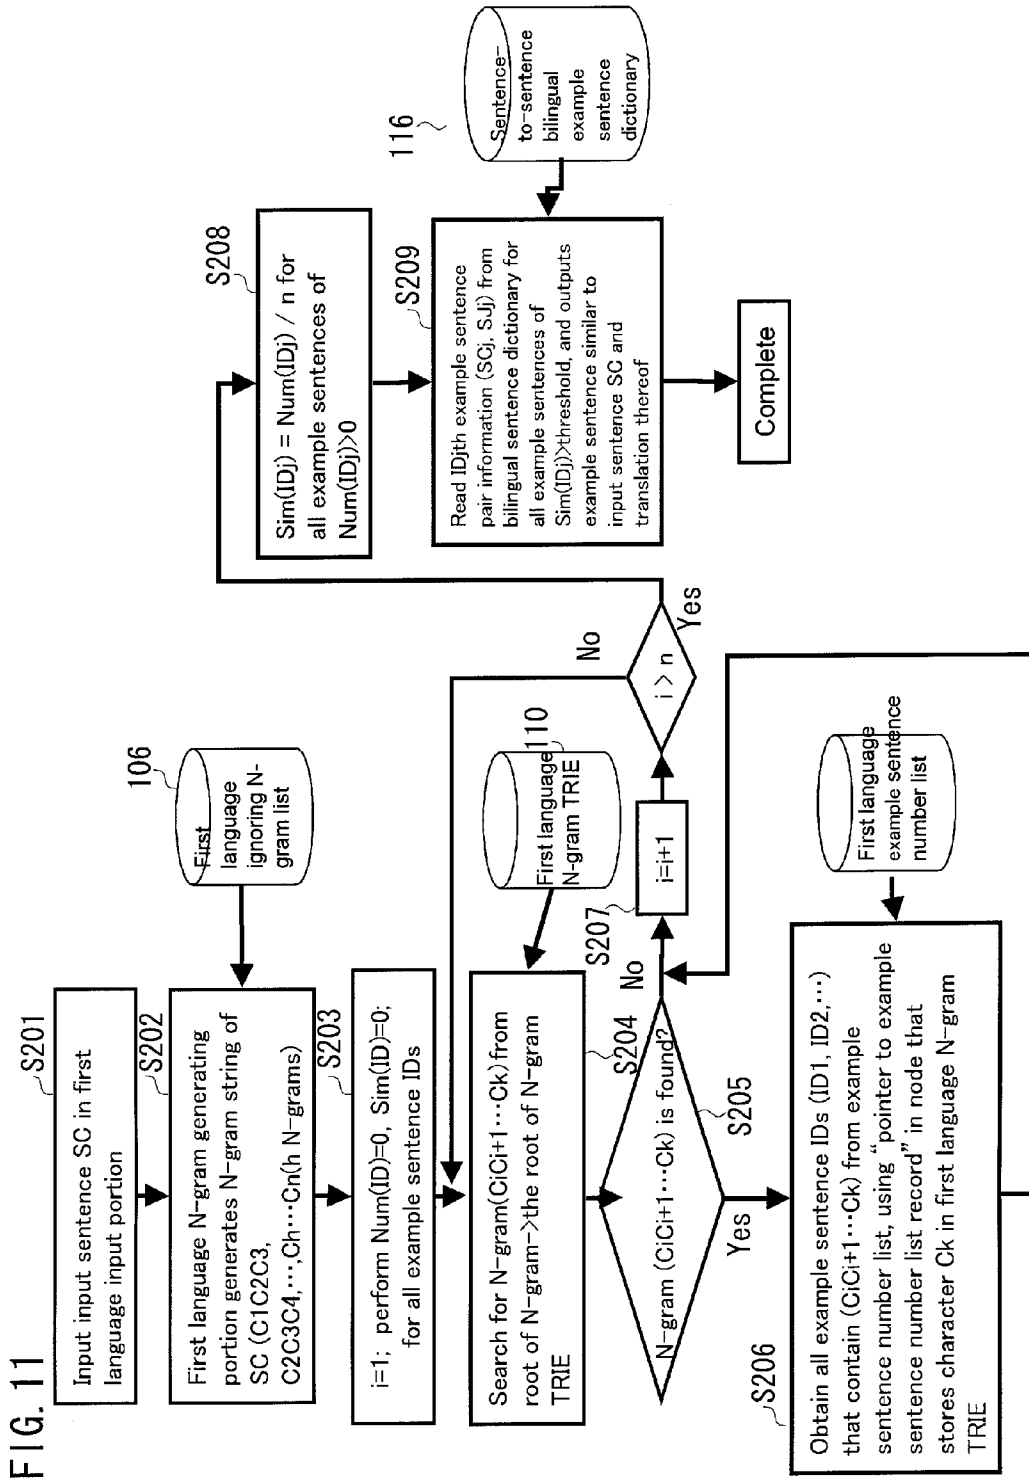 FIG. 11
S201
Input input sentence SC in first
language input portion
S202
First language N-gram generating
portion generates N-gram string of
SC (C1C2C3,
C2C3C4,⋯,Ch⋯Cn(h N-grams)
106
First
language
ignoring N-
gram list
S203
i=1; perform Num(ID)=0, Sim(ID)=0;
for all example sentence IDs
Search for N-gram(CiCi+1⋯Ck)from
root of N-gram->the root of N-gram
TRIE
S204
First language
N-gram TRIE
110
N-gram (CiCi+1⋯Ck) is found?
S205
No
Yes
S206
Obtain all example sentence IDs (ID1, ID2,⋯)
that contain (CiCi+1⋯Ck) from example
sentence number list, using “pointer to example
sentence number list record” in node that
stores character Ck in first language N-gram
TRIE
First language
example sentence
number list
S207
i=i+1
i > n
No
Yes
S208
Sim(IDj) = Num(IDj) / n for
all example sentences of
Num(IDj)>0
S209
Read IDjth example sentence
pair information (SCj, SJj) from
bilingual sentence dictionary for
all example sentences of
Sim(IDj)>threshold, and outputs
example sentence similar to
input sentence SC and
translation thereof
116
Sentence-
to-sentence
bilingual
example
sentence
dictionary
Complete